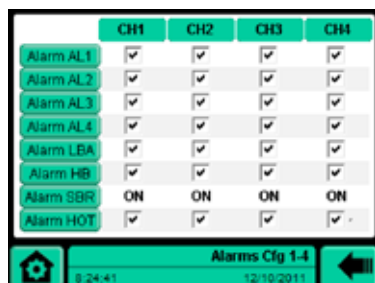 CH1 CH2 CH3 CH4
Alarm AL1
Alarm AL2
Alarm AL3
Alarm AL4
Alarm LBA
Alarm HB
Alarm SBR ON ON ON ON
Alarm HOT
Alarms Cfg 1-4
8:24:41 12/10/2011